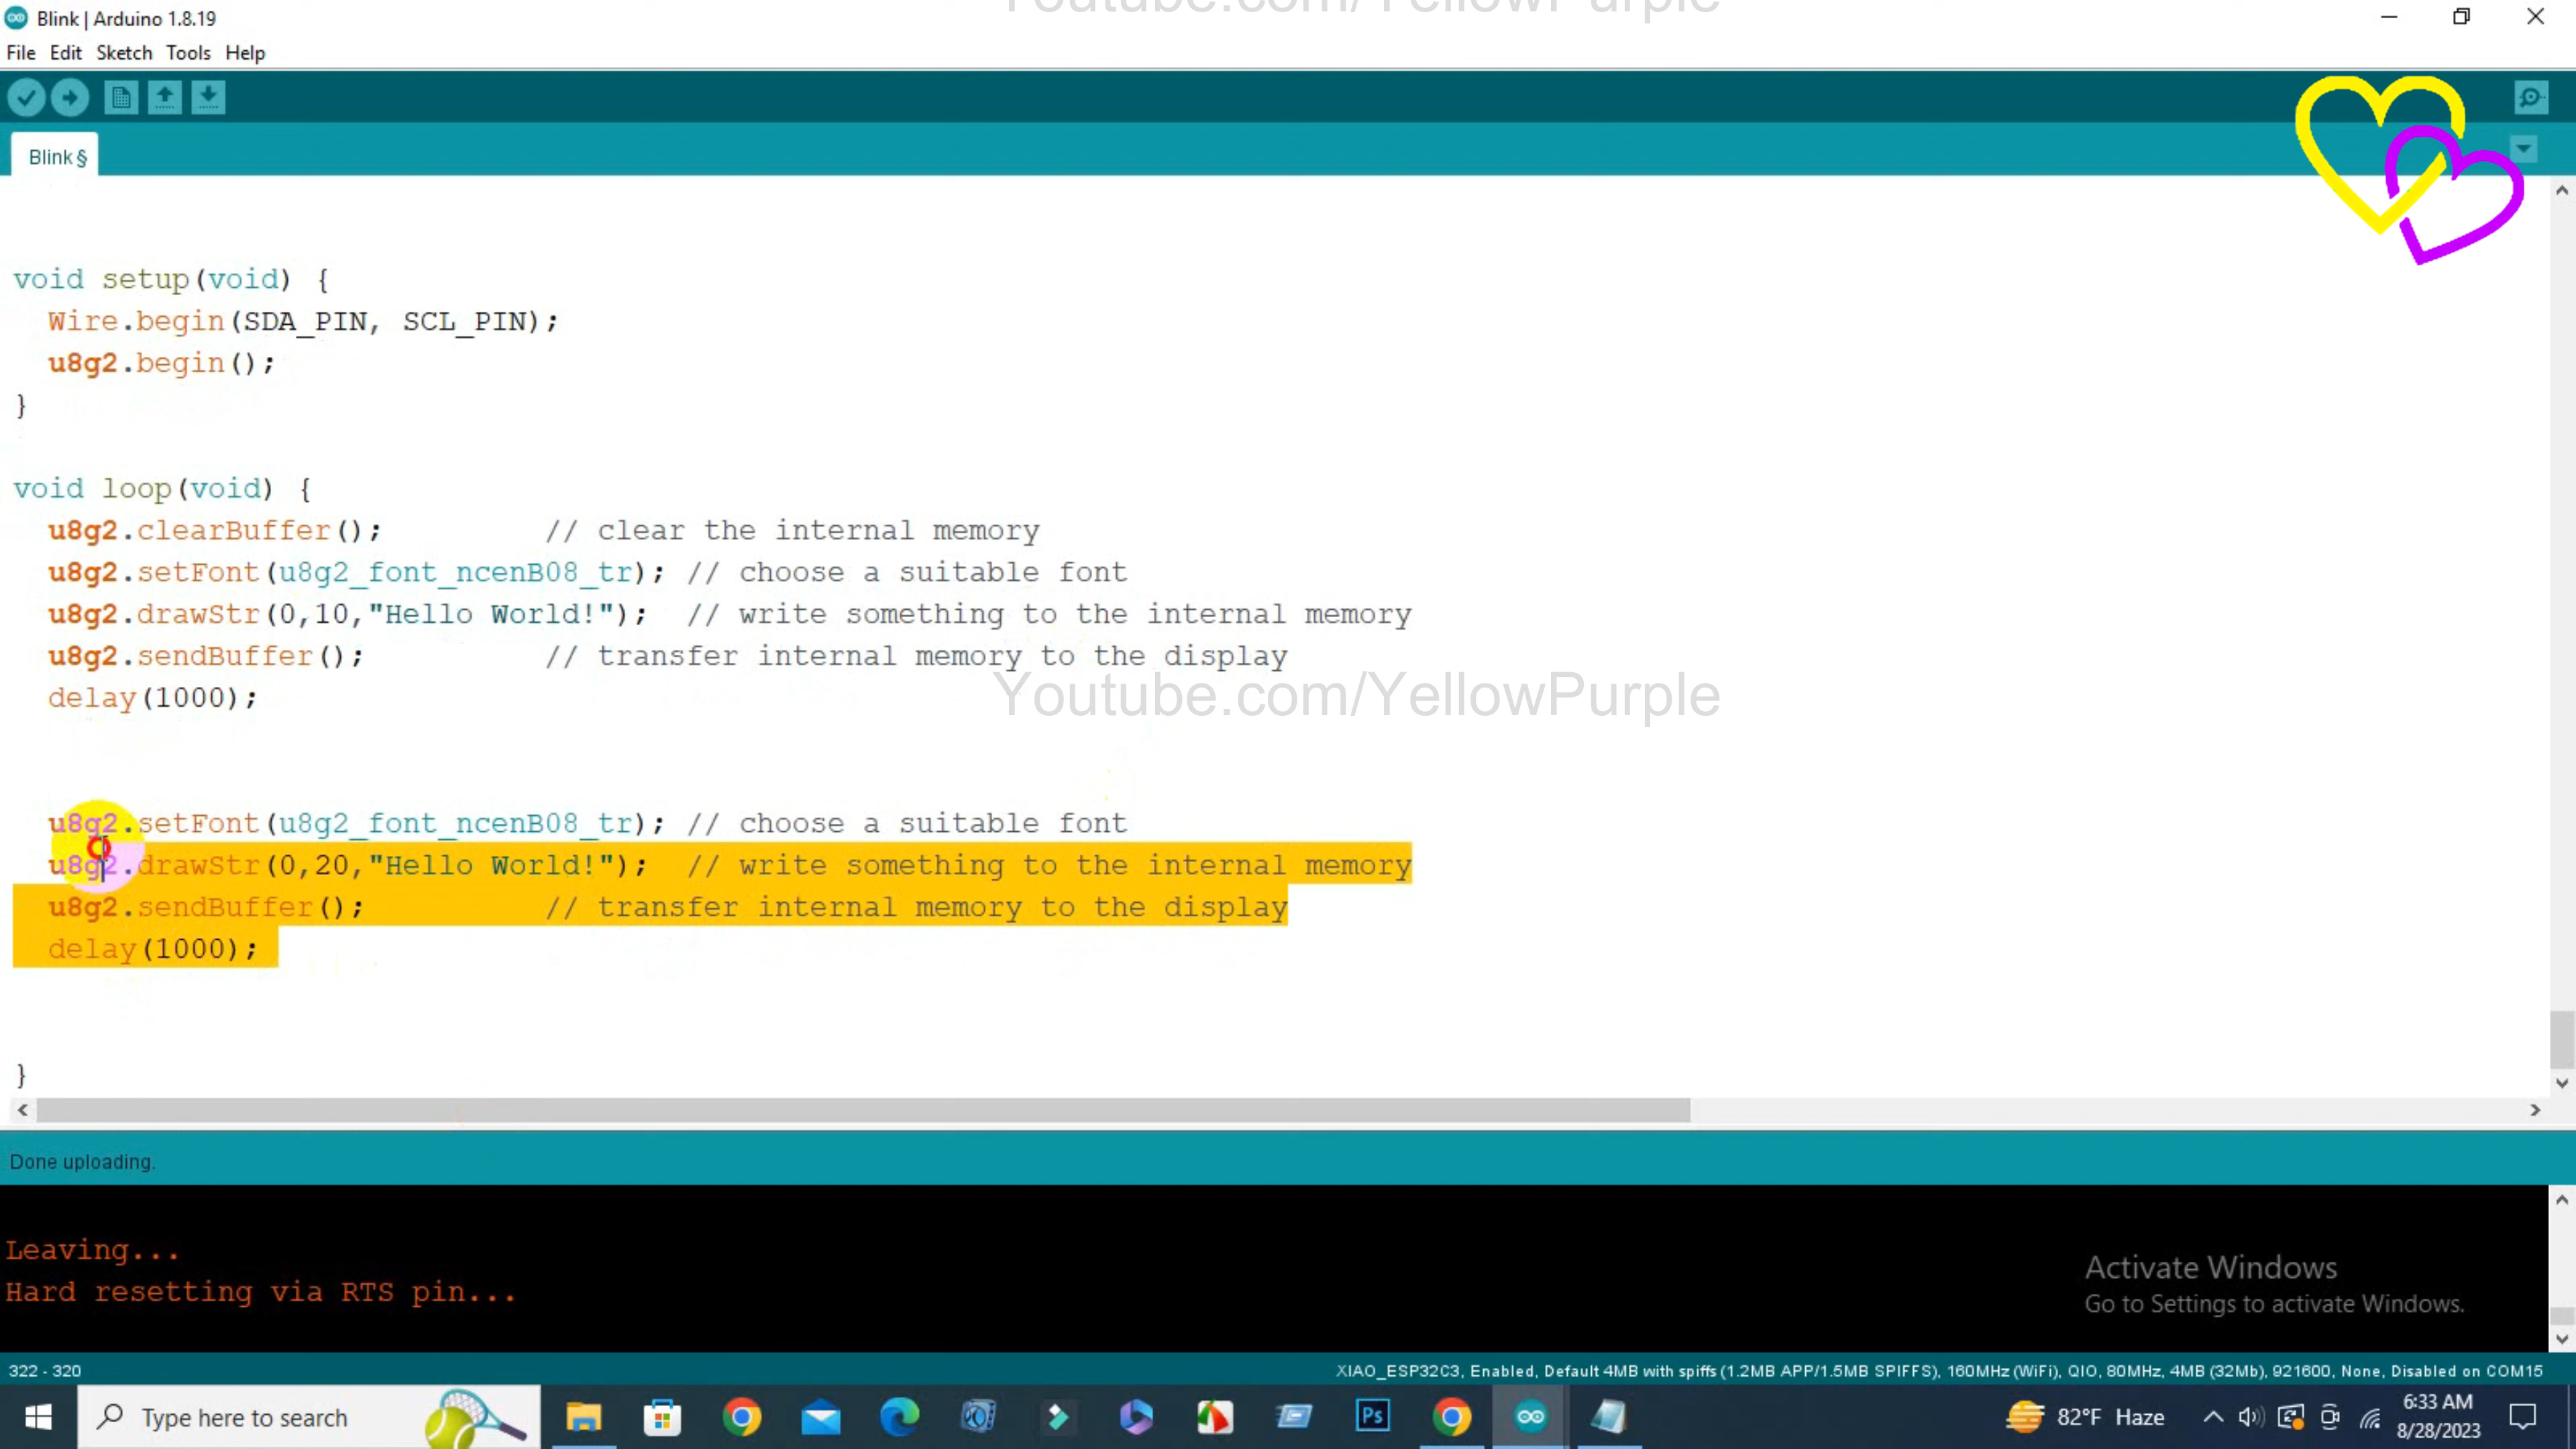 Youtube.com/YellowPurple
Blink | Arduino 1.8.19
File Edit Sketch Tools Help
Blink §
void setup(void) {
Wire.begin(SDA_PIN, SCL_PIN);
u8g2.begin();
}
void loop(void) {
u8g2.clearBuffer(); // clear the internal memory
u8g2.setFont(u8g2_font_ncenB08_tr); // choose a suitable font
u8g2.drawStr(0,10,"Hello World!"); // write something to the internal memory
u8g2.sendBuffer(); // transfer internal memory to the display
delay(1000);
Youtube.com/YellowPurple
u8g2.setFont(u8g2_font_ncenB08_tr); // choose a suitable font
u8g2.drawStr(0,20,"Hello World!"); // write something to the internal memory
u8g2.sendBuffer(); // transfer internal memory to the display
delay(1000);
}
Done uploading.
Leaving...
Hard resetting via RTS pin...
Activate Windows
Go to Settings to activate Windows.
322 - 320
XIAO_ESP32C3, Enabled, Default 4MB with spiffs (1.2MB APP/1.5MB SPIFFS), 160MHz (WiFi), QIO, 80MHz, 4MB (32Mb), 921600, None, Disabled on COM15
Type here to search
Ps
82°F Haze
6:33 AM
8/28/2023